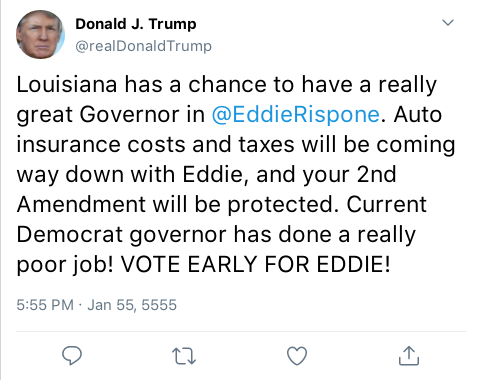 Donald J. Trump
@realDonaldTrump
Louisiana has a chance to have a really
great Governor in @EddieRispone. Auto
insurance costs and taxes will be coming
way down with Eddie, and your 2nd
Amendment will be protected. Current
Democrat governor has done a really
poor job! VOTE EARLY FOR EDDIE!
5:55 PM · Jan 55, 5555